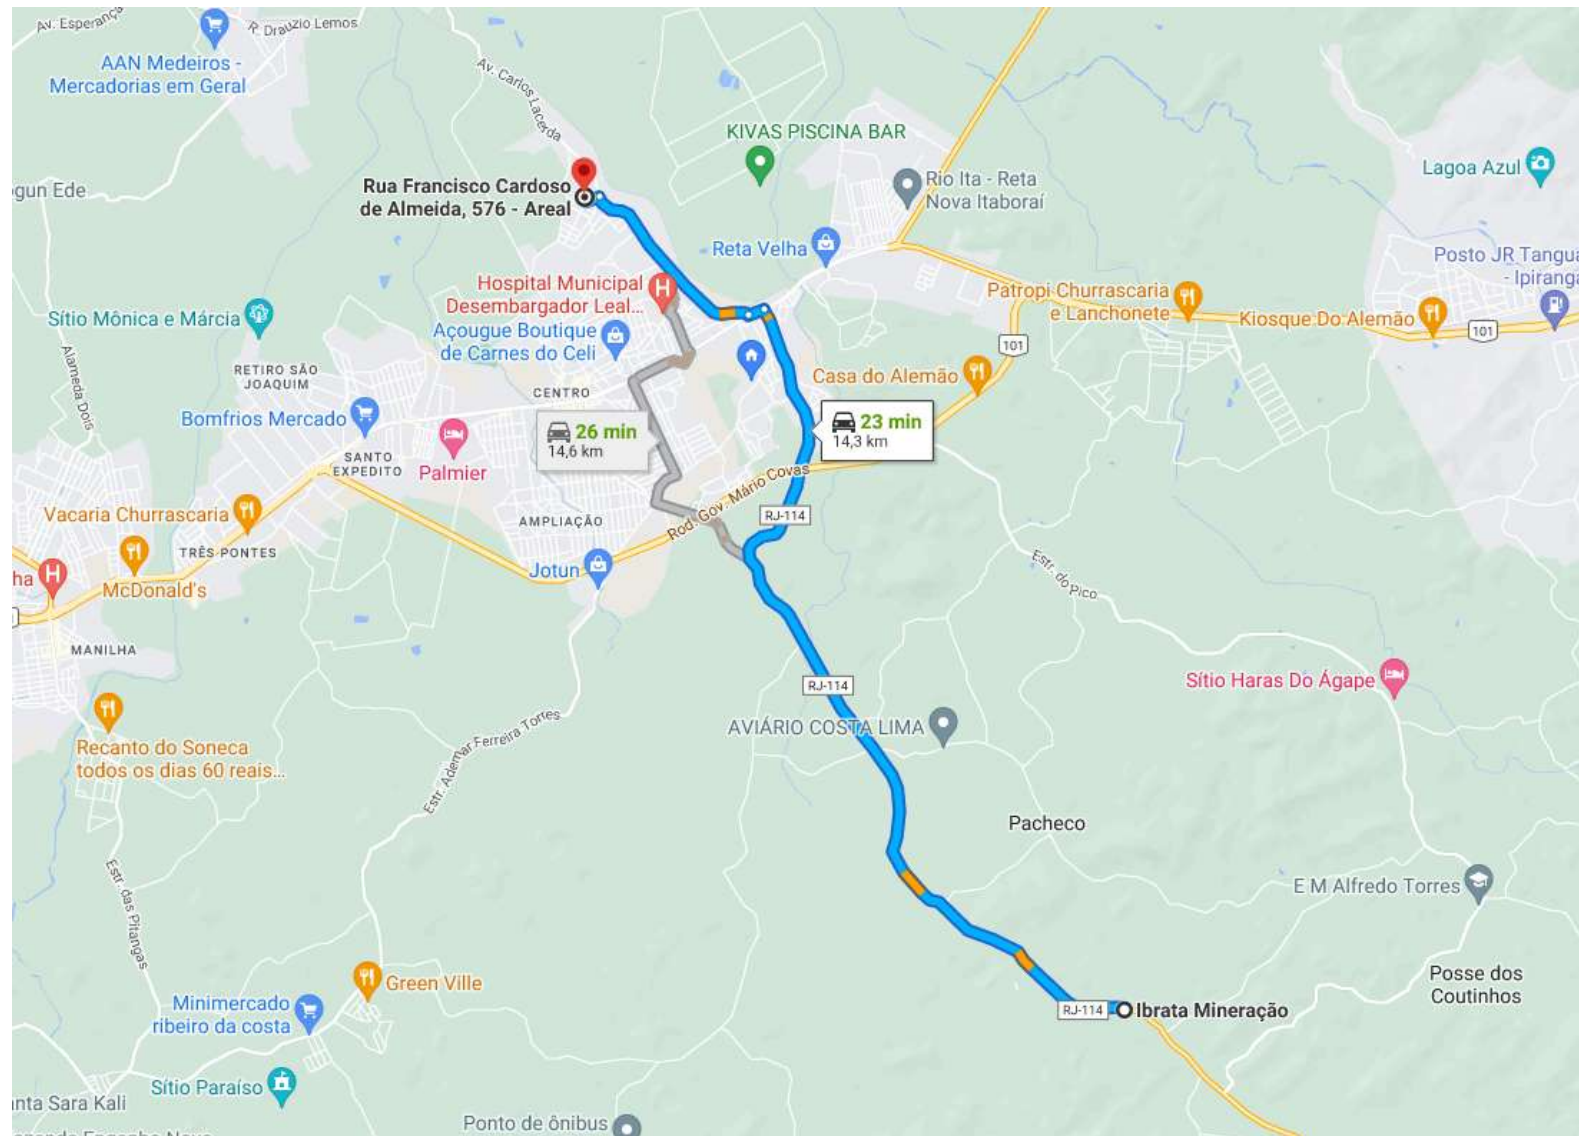 Av. Esperança
R. Drauzio Lemos
AAN Medeiros -
Mercadorias em Geral
Av. Carlos Lacerda
KIVAS PISCINA BAR
Lagoa Azul
Rio Ita - Reta
Nova Itaboraí
Rua Francisco Cardoso
de Almeida, 576 - Areal
gun Ede
Reta Velha
Posto JR Tanguá
- Ipiranga
Hospital Municipal
Desembargador Leal...
Patropi Churrascaria
e Lanchonete
Kiosque Do Alemão
101
Sítio Mônica e Márcia
Açougue Boutique
de Carnes do Celi
101
Alameda Dois
RETIRO SÃO
JOAQUIM
CENTRO
Casa do Alemão
Bomfrios Mercado
26 min
14,6 km
23 min
14,3 km
SANTO
EXPEDITO
Palmier
Rod. Gov. Mário Covas
Vacaria Churrascaria
AMPLIAÇÃO
RJ-114
TRÊS PONTES
Jotun
Estr. do Pico
ha
McDonald's
MANILHA
Sítio Haras Do Ágape
RJ-114
Recanto do Soneca
todos os dias 60 reais...
AVIÁRIO COSTA LIMA
Estr. Ademar Ferreira Torres
Pacheco
Estr. das Pitangas
E M Alfredo Torres
Green Ville
Posse dos
Coutinhos
Minimercado
ribeiro da costa
RJ-114
Ibrata Mineração
Sítio Paraíso
nta Sara Kali
Ponto de ônibus